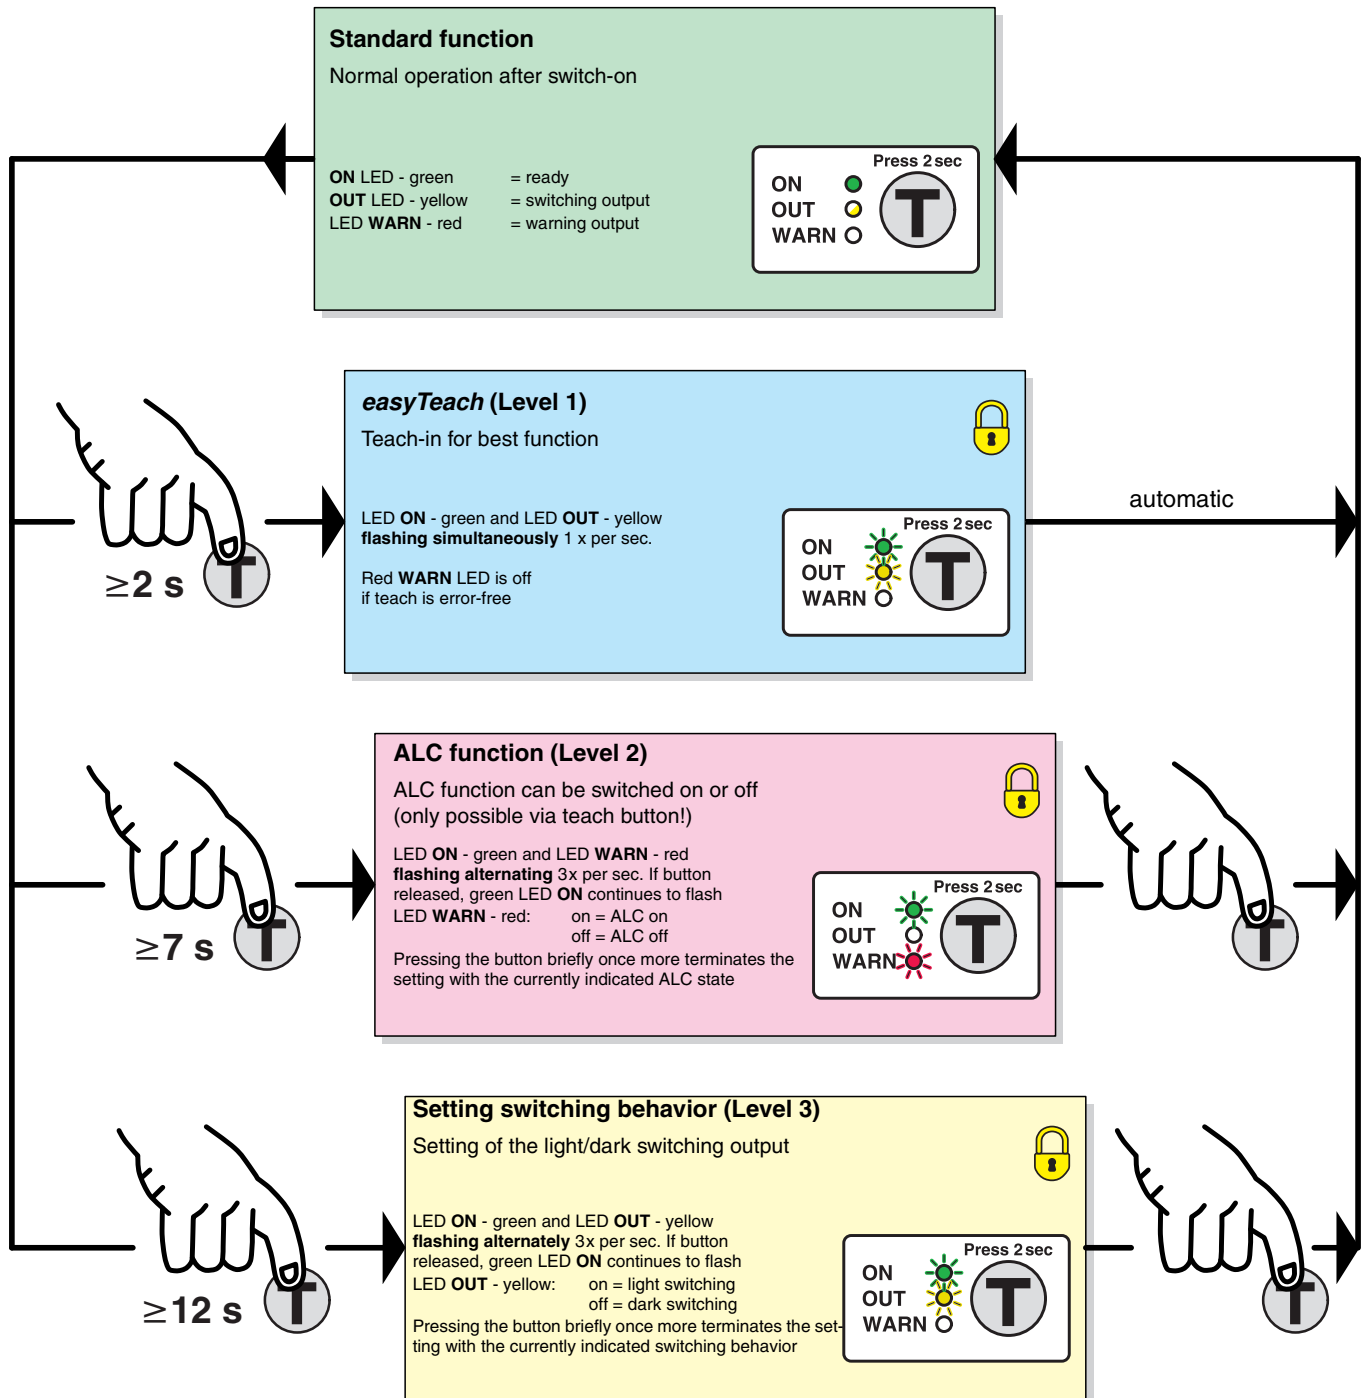 Standard function
Normal operation after switch-on
ON LED - green = ready
OUT LED - yellow = switching output
LED WARN - red = warning output
Press 2 sec
ON
OUT
WARN
T
easyTeach (Level 1)
Teach-in for best function
LED ON - green and LED OUT - yellow
flashing simultaneously 1 x per sec.
Red WARN LED is off
if teach is error-free
Press 2 sec
ON
OUT
WARN
T
≥2 s
T
automatic
ALC function (Level 2)
ALC function can be switched on or off
(only possible via teach button!)
LED ON - green and LED WARN - red
flashing alternating 3x per sec. If button
released, green LED ON continues to flash
LED WARN - red: on = ALC on
off = ALC off
Pressing the button briefly once more terminates the
setting with the currently indicated ALC state
Press 2 sec
ON
OUT
WARN
T
≥7 s
T
T
Setting switching behavior (Level 3)
Setting of the light/dark switching output
LED ON - green and LED OUT - yellow
flashing alternately 3x per sec. If button
released, green LED ON continues to flash
LED OUT - yellow: on = light switching
off = dark switching
Pressing the button briefly once more terminates the set-
ting with the currently indicated switching behavior
Press 2 sec
ON
OUT
WARN
T
≥12 s
T
T